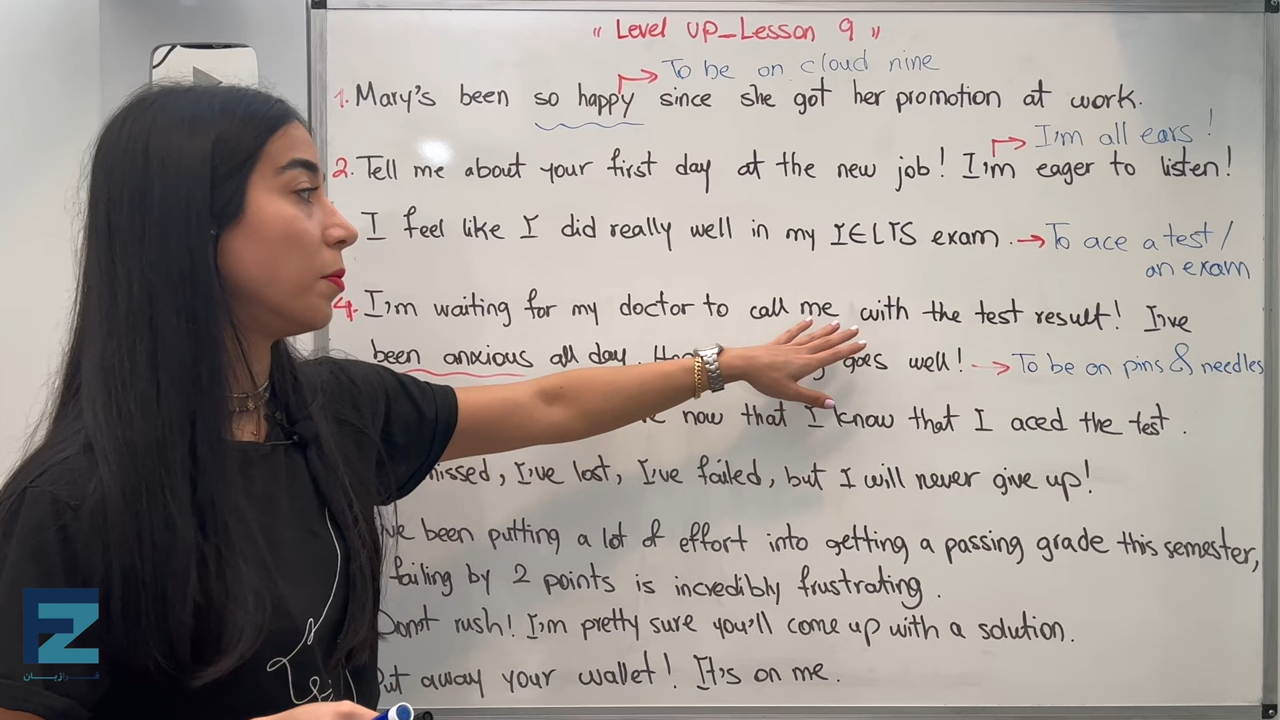 " Level UP_Lesson 9 "
To be on cloud nine
1. Mary's been so happy since she got her promotion at work.
I'm all ears!
2. Tell me about your first day at the new job! I'm eager to listen!
I feel like I did really well in my IELTS exam. → To ace a test /
an exam
4. I'm waiting for my doctor to call me with the test result! I've
been anxious all day. goes well! → To be on pins & needles
now that I know that I aced the test.
missed, I've lost, I've failed, but I will never give up!
I've been putting a lot of effort into getting a passing grade this semester,
failing by 2 points is incredibly frustrating.
Don't rush! I'm pretty sure you'll come up with a solution.
Put away your wallet! It's on me.
FZ
فرازبان